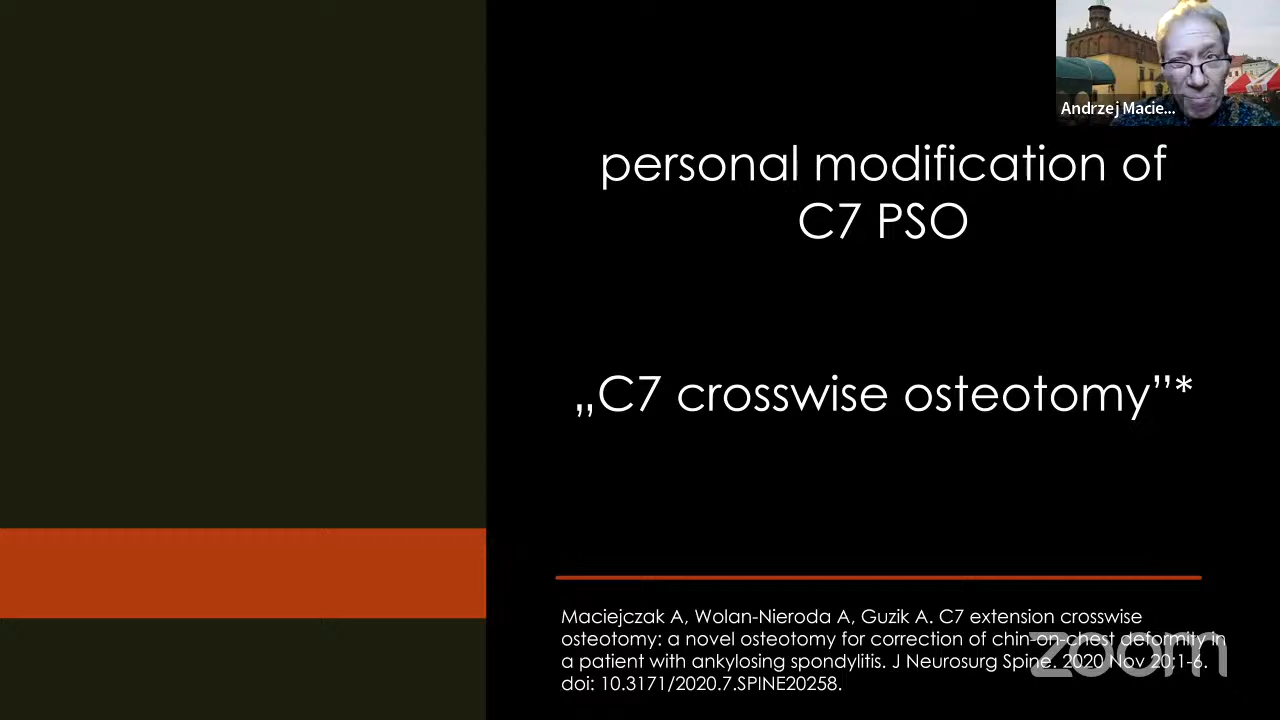 Andrzej Macie...
personal modification of
C7 PSO
„C7 crosswise osteotomy”*
Maciejczak A, Wolan-Nieroda A, Guzik A. C7 extension crosswise
osteotomy: a novel osteotomy for correction of chin-on-chest deformity in
a patient with ankylosing spondylitis. J Neurosurg Spine. 2020 Nov 20:1-6.
doi: 10.3171/2020.7.SPINE20258.
zoom